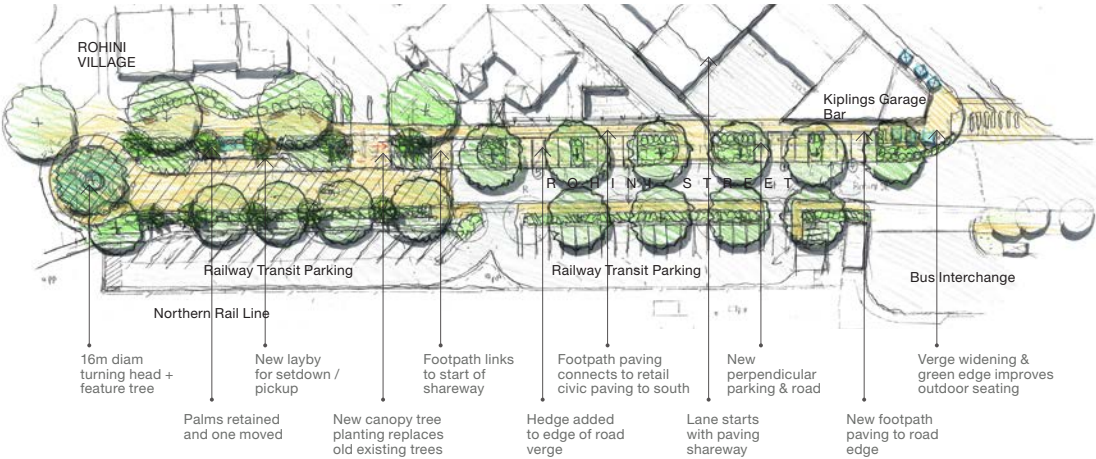 ROHINI
VILLAGE
Kiplings Garage
Bar
ROHINI STREET
Railway Transit Parking
Railway Transit Parking
Bus Interchange
Northern Rail Line
16m diam
turning head +
feature tree
New layby
for setdown /
pickup
Footpath links
to start of
shareway
Footpath paving
connects to retail
civic paving to south
New
perpendicular
parking & road
Verge widening &
green edge improves
outdoor seating
Palms retained
and one moved
New canopy tree
planting replaces
old existing trees
Hedge added
to edge of road
verge
Lane starts
with paving
shareway
New footpath
paving to road
edge